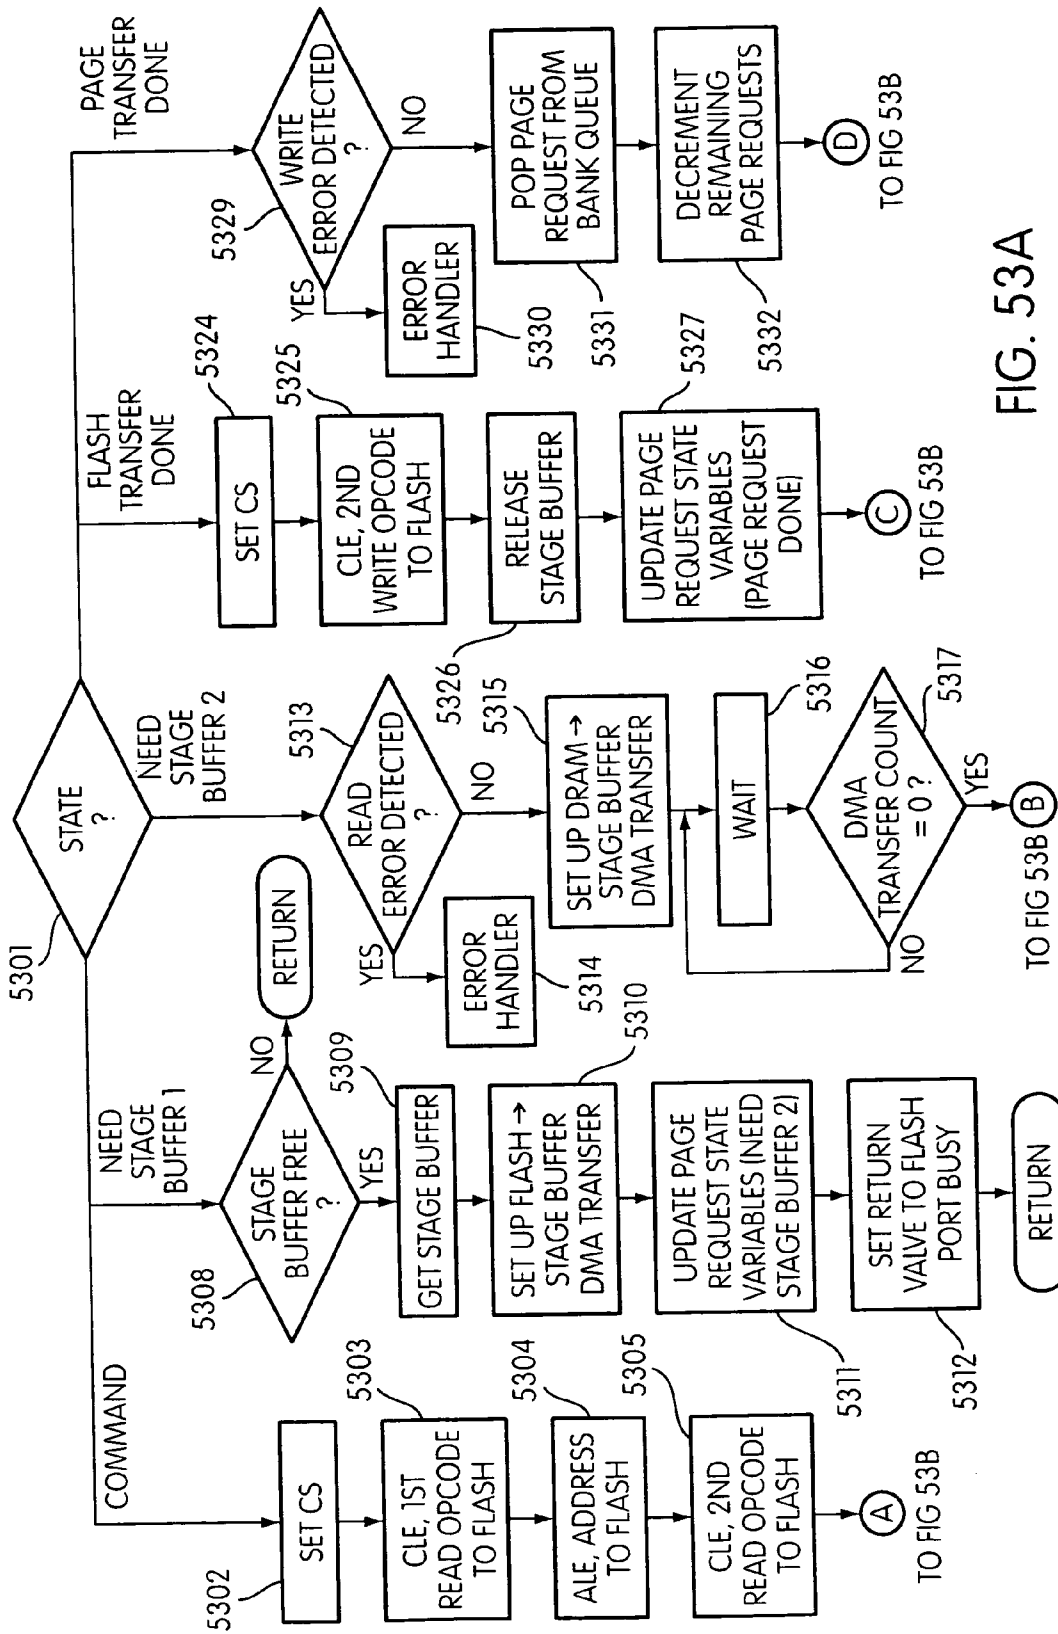 5301
STATE
?
COMMAND
5302
SET CS
5303
CLE, 1ST
READ OPCODE
TO FLASH
5304
ALE, ADDRESS
TO FLASH
5305
CLE, 2ND
READ OPCODE
TO FLASH
A
TO FIG 53B
NEED
STAGE
BUFFER 1
5308
STAGE
BUFFER FREE
?
NO
RETURN
YES
5309
GET STAGE BUFFER
5310
SET UP FLASH →
STAGE BUFFER
DMA TRANSFER
5311
UPDATE PAGE
REQUEST STATE
VARIABLES (NEED
STAGE BUFFER 2)
5312
SET RETURN
VALVE TO FLASH
PORT BUSY
RETURN
NEED
STAGE
BUFFER 2
5313
READ
ERROR DETECTED
?
YES
ERROR
HANDLER
5314
NO
5315
SET UP DRAM →
STAGE BUFFER
DMA TRANSFER
5316
WAIT
5317
DMA
TRANSFER COUNT
= 0 ?
NO
YES
B
TO FIG 53B
FLASH
TRANSFER
DONE
5324
SET CS
5325
CLE, 2ND
WRITE OPCODE
TO FLASH
5326
RELEASE
STAGE BUFFER
5327
UPDATE PAGE
REQUEST STATE
VARIABLES
(PAGE REQUEST
DONE)
C
TO FIG 53B
PAGE
TRANSFER
DONE
5329
WRITE
ERROR DETECTED
?
YES
ERROR
HANDLER
5330
NO
5331
POP PAGE
REQUEST FROM
BANK QUEUE
5332
DECREMENT
REMAINING
PAGE REQUESTS
D
TO FIG 53B
FIG. 53A